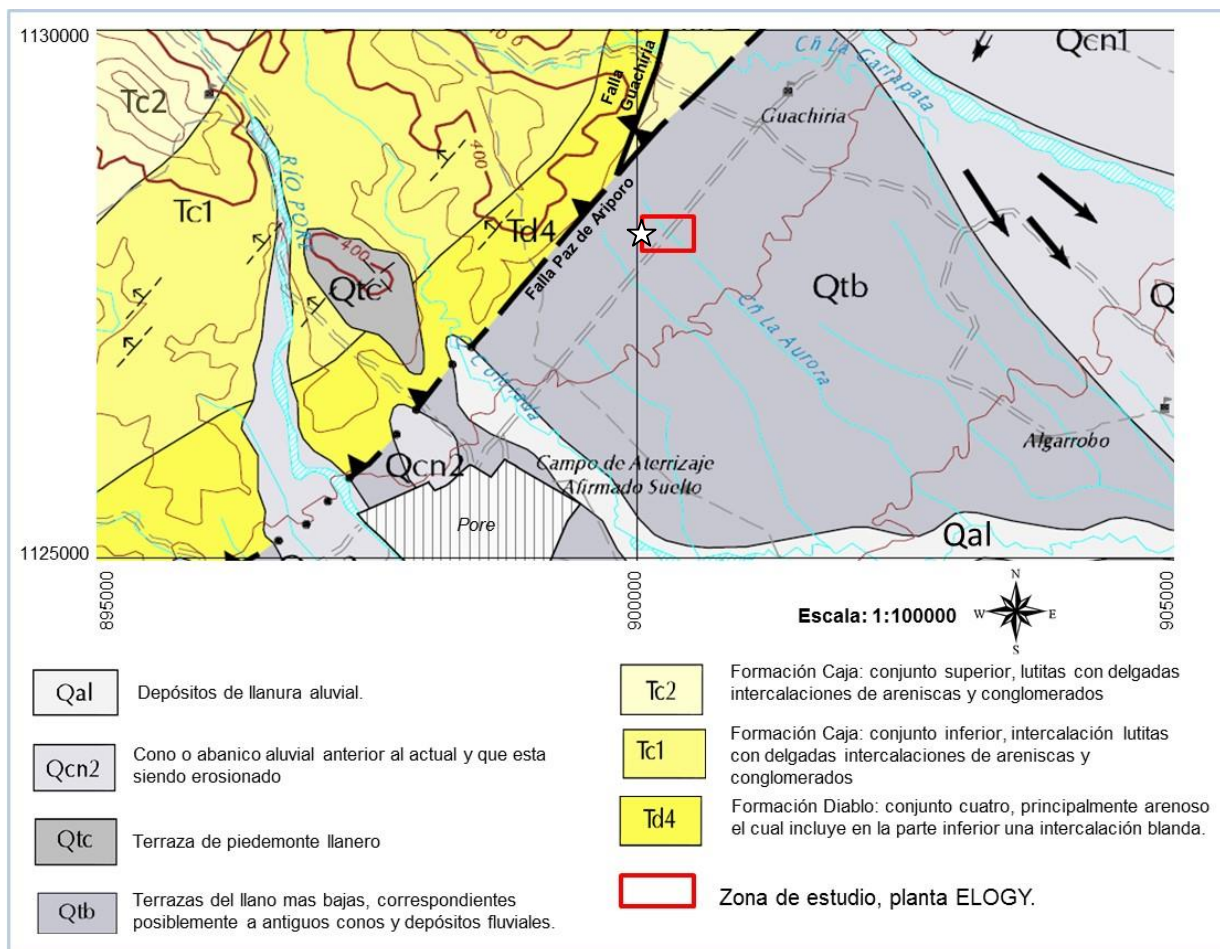 1130000
Cñ La Garrapata
Qcn1
Falla
Guachiria
Tc2
Guachiria
400
RÍO PORE
Tc1
Falla Paz de Ariporo
Td4
400
Qtc
Qtb
Q
Cñ La Aurora
Algarrobo
Qcn2
Campo de Aterrizaje
Afirmado Suelto
Pore
Qal
1125000
895000
900000
905000
Escala: 1:100000
N
W
E
S
Qal
Depósitos de llanura aluvial.
Qcn2
Cono o abanico aluvial anterior al actual y que esta
siendo erosionado
Qtc
Terraza de piedemonte llanero
Qtb
Terrazas del llano mas bajas, correspondientes
posiblemente a antiguos conos y depósitos fluviales.
Tc2
Formación Caja: conjunto superior, lutitas con delgadas
intercalaciones de areniscas y conglomerados
Tc1
Formación Caja: conjunto inferior, intercalación lutitas
con delgadas intercalaciones de areniscas y
conglomerados
Td4
Formación Diablo: conjunto cuatro, principalmente arenoso
el cual incluye en la parte inferior una intercalación blanda.
Zona de estudio, planta ELOGY.